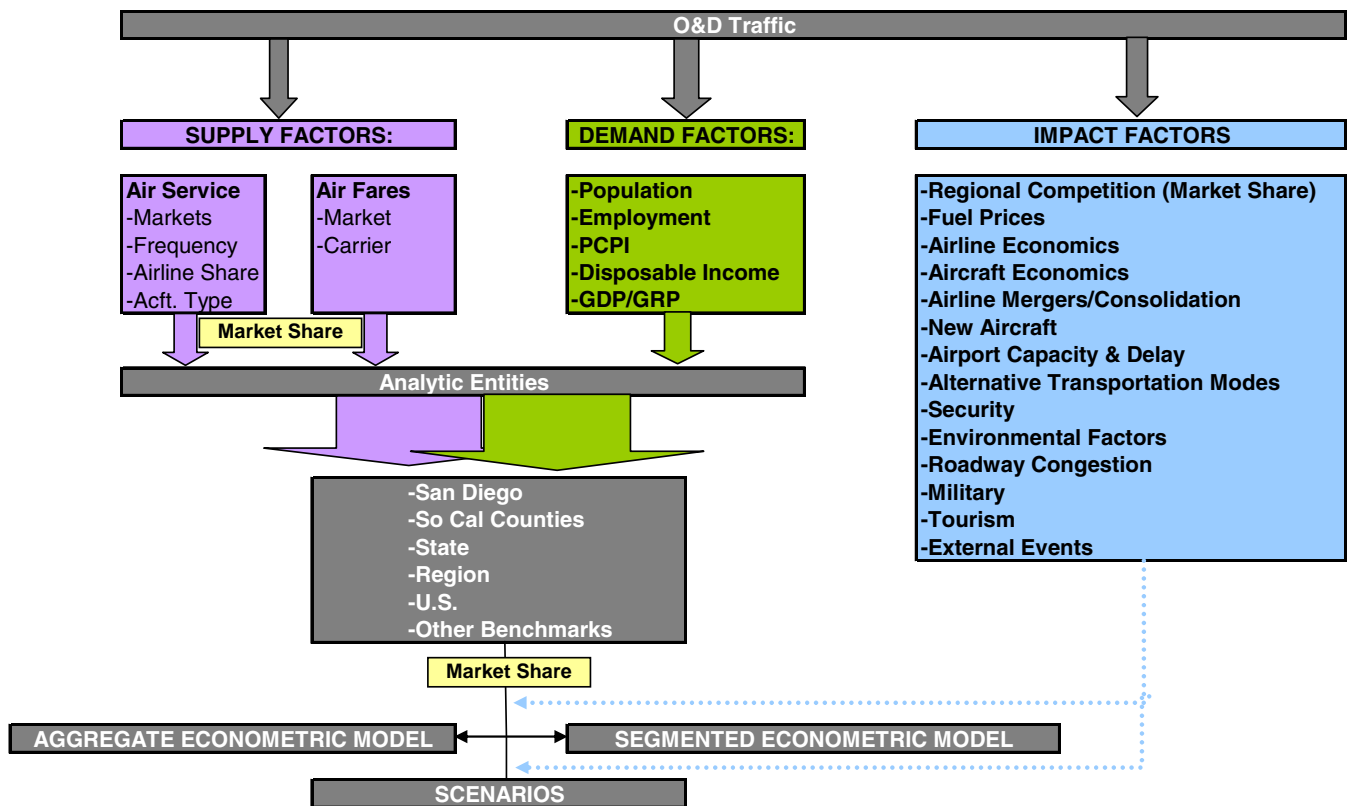 O&D Traffic
SUPPLY FACTORS:
DEMAND FACTORS:
IMPACT FACTORS
Air Service
-Markets
-Frequency
-Airline Share
-Acft. Type
Air Fares
-Market
-Carrier
Market Share
-Population
-Employment
-PCPI
-Disposable Income
-GDP/GRP
-Regional Competition (Market Share)
-Fuel Prices
-Airline Economics
-Aircraft Economics
-Airline Mergers/Consolidation
-New Aircraft
-Airport Capacity & Delay
-Alternative Transportation Modes
-Security
-Environmental Factors
-Roadway Congestion
-Military
-Tourism
-External Events
Analytic Entities
-San Diego
-So Cal Counties
-State
-Region
-U.S.
-Other Benchmarks
Market Share
AGGREGATE ECONOMETRIC MODEL
SEGMENTED ECONOMETRIC MODEL
SCENARIOS